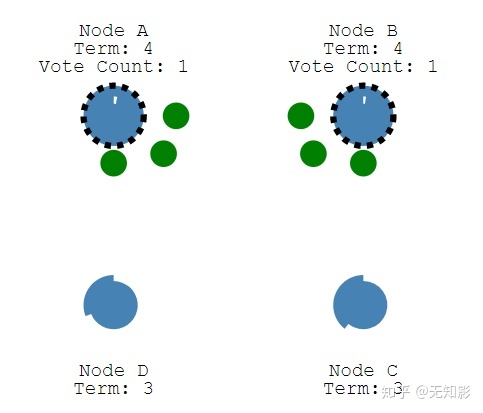 Node A
Term: 4
Vote Count: 1
Node B
Term: 4
Vote Count: 1
Node D
Term: 3
Node C
Term: 3
知乎 @无知影